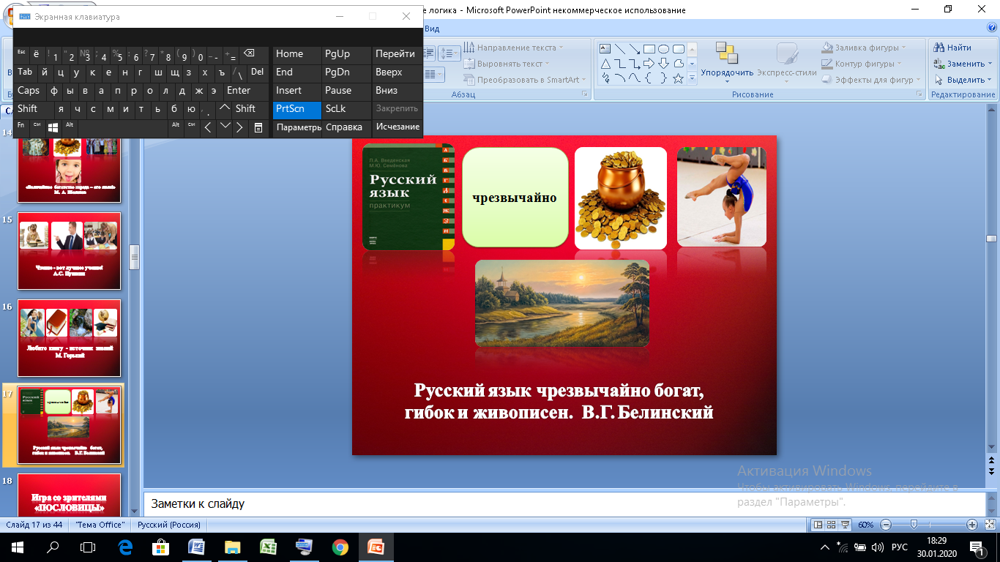 Экранная клавиатура
е логика - Microsoft PowerPoint некоммерческое использование
Вид
Esc ё ! 1 " 2 № 3 ; 4 % 5 : 6 ? 7 * 8 ( 9 ) 0 _ - + = Home PgUp Перейти
Tab й ц у к е н г ш щ з х ъ / \ Del End PgDn Вверх
Caps ф ы в а п р о л д ж э Enter Insert Pause Вниз
Shift я ч с м и т ь б ю , . Shift PrtScn ScLk Закрепить
Fn Ctrl Alt Alt Ctrl Параметры Справка Исчезание
Направление текста
Выровнять текст
Преобразовать в SmartArt
Абзац
Упорядочить
Экспресс-стили
Заливка фигуры
Контур фигуры
Эффекты для фигур
Рисование
Найти
Заменить
Выделить
Редактирование
14
«Величайшее богатство народа – его язык!»
М. А. Шолохов
15
Чтение - вот лучшее учение!
А.С. Пушкин
16
Любите книгу - источник знаний
М. Горький
17
Русский язык
чрезвычайно
Русский язык чрезвычайно богат,
гибок и живописен. В.Г. Белинский
18
Игра со зрителями
«ПОСЛОВИЦЫ»
Л.А. Введенская
М.Ю. Семёнова
Русский
язык
практикум
А
Б
В
Г
Д
Е
Ж
З
И
чрезвычайно
Русский язык чрезвычайно богат,
гибок и живописен. В.Г. Белинский
Активация Windows
Чтобы активировать Windows, перейдите в
раздел "Параметры".
Заметки к слайду
Слайд 17 из 44 "Тема Office" Русский (Россия) 60%
РУС
18:29
30.01.2020
1